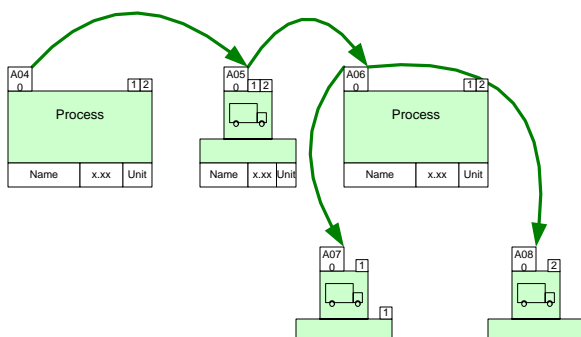 A04
0
1 2
Process
Name x.xx Unit
A05
0
1 2
Name x.xx Unit
A06
0
1 2
Process
Name x.xx Unit
A07
0
1
1
A08
0
2